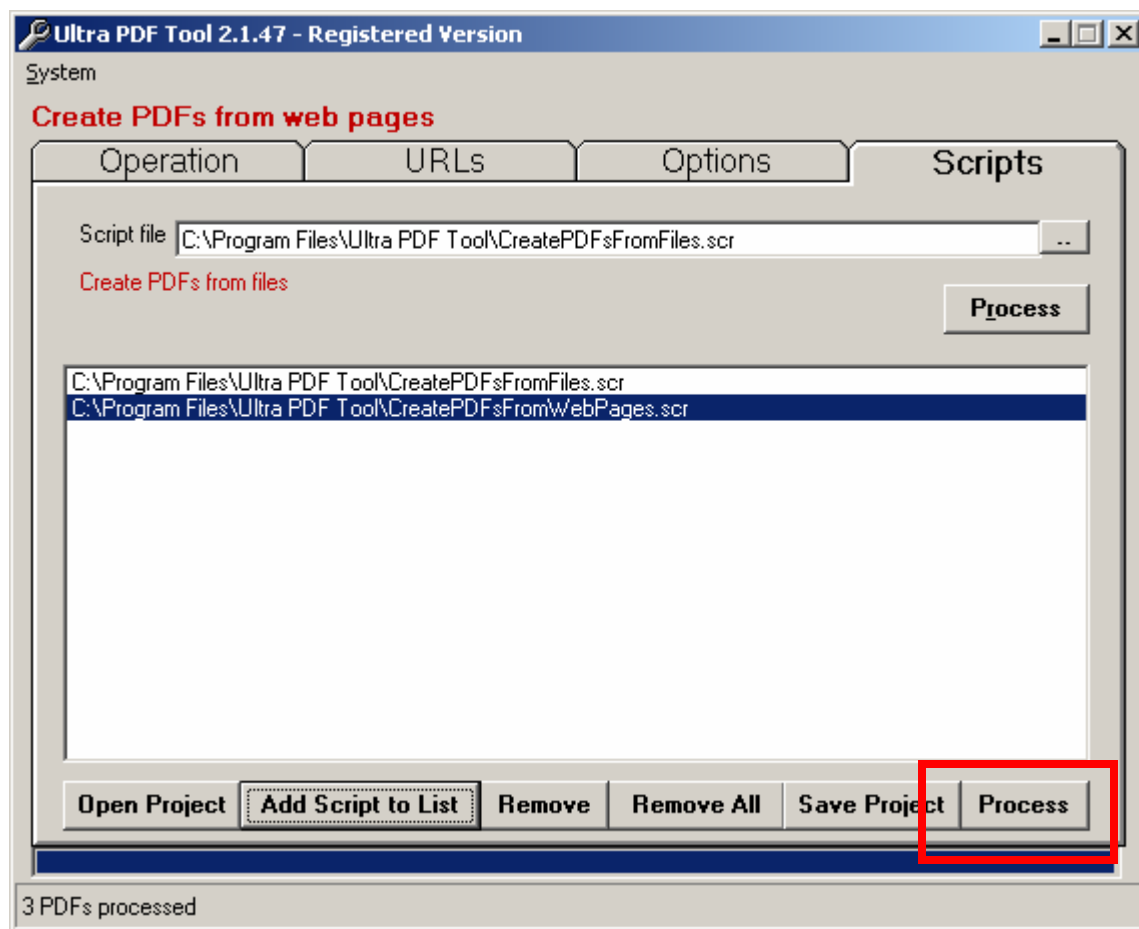 Ultra PDF Tool 2.1.47 - Registered Version
System
Create PDFs from web pages
Operation URLs Options Scripts
Script file C:\Program Files\Ultra PDF Tool\CreatePDFsFromFiles.scr ..
Create PDFs from files
Process
C:\Program Files\Ultra PDF Tool\CreatePDFsFromFiles.scr
C:\Program Files\Ultra PDF Tool\CreatePDFsFromWebPages.scr
Open Project Add Script to List Remove Remove All Save Project Process
3 PDFs processed